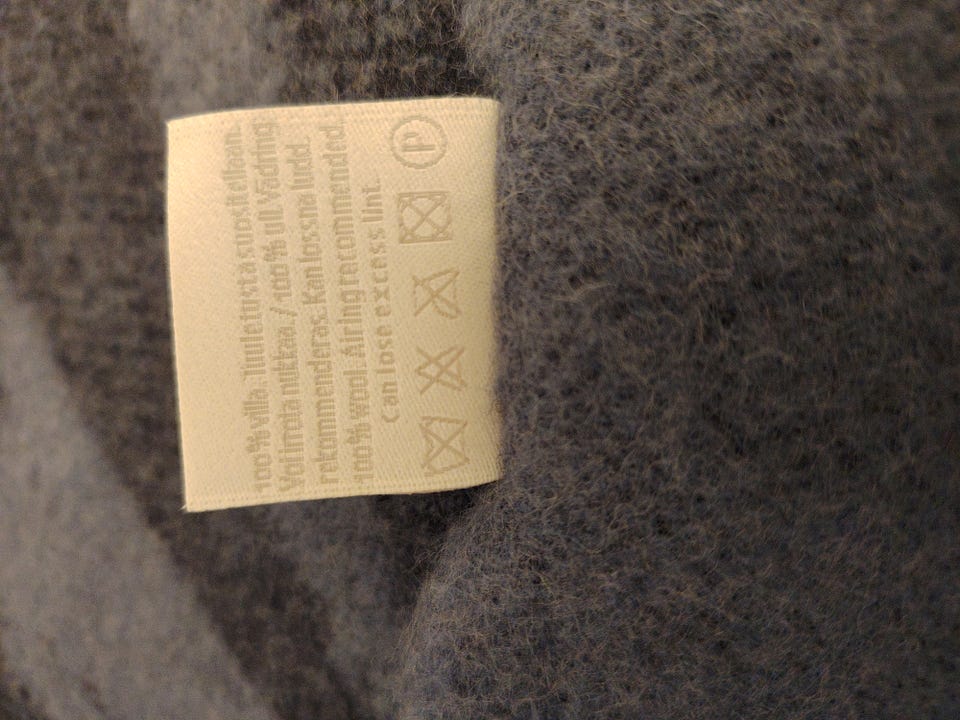 100% villa. Tuuletusta suositellaan.
Voi irrota nukkaa. / 100% ull. Vädring
rekommenderas. Kan lossna ludd.
100% wool. Airing recommended.
Can lose excess lint.
P